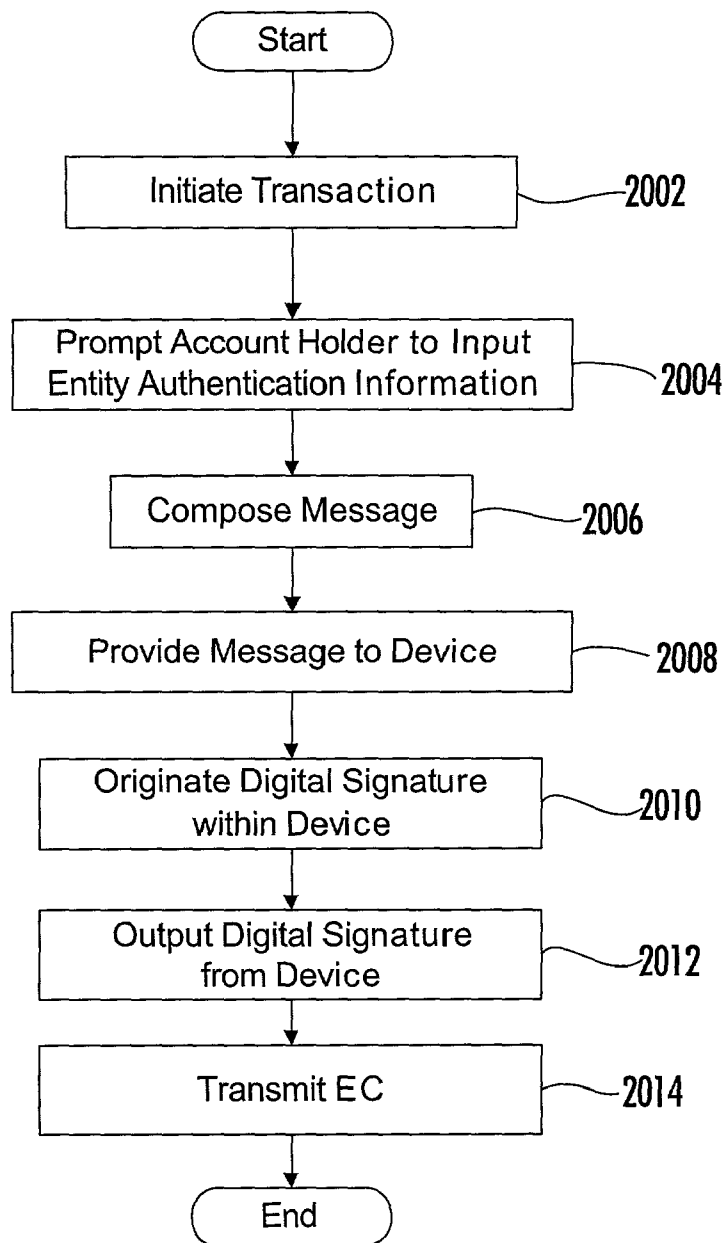 Start
Initiate Transaction
2002
Prompt Account Holder to Input
Entity Authentication Information
2004
Compose Message
2006
Provide Message to Device
2008
Originate Digital Signature
within Device
2010
Output Digital Signature
from Device
2012
Transmit EC
2014
End